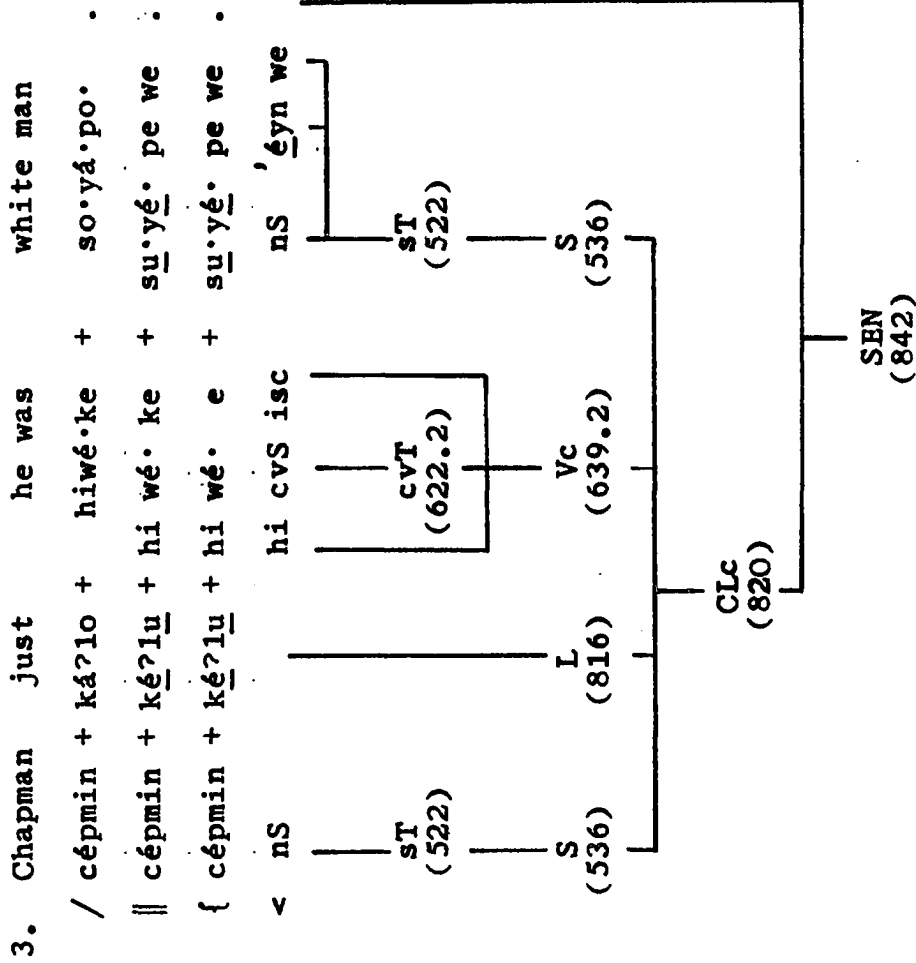 3. Chapman just he was white man
/ cépmin + ká?lo + hiwé·ke + so·yá·po· .
||| cépmin + ké̲?lu̲ + hi wé· ke + su̲·yé̲· pe we .
{ cépmin + ké̲?lu̲ + hi wé· e + su̲·yé̲· pe we .
< nS hi cvS isc nS ' é̲yn we
sT cvT sT
(522) (622.2) (522)
S L Vc S
(536) (816) (639.2) (536)
CLc
(820)
SEN
(842)